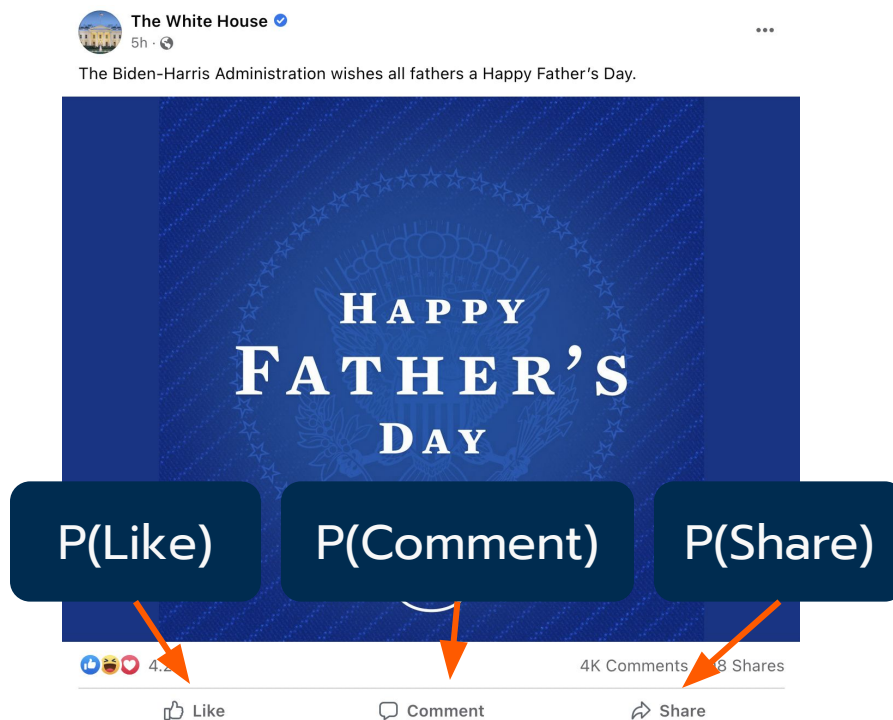 The White House
5h ·
The Biden-Harris Administration wishes all fathers a Happy Father's Day.
HAPPY
FATHER'S
DAY
P(Like) P(Comment) P(Share)
4K Comments Shares
Like Comment Share